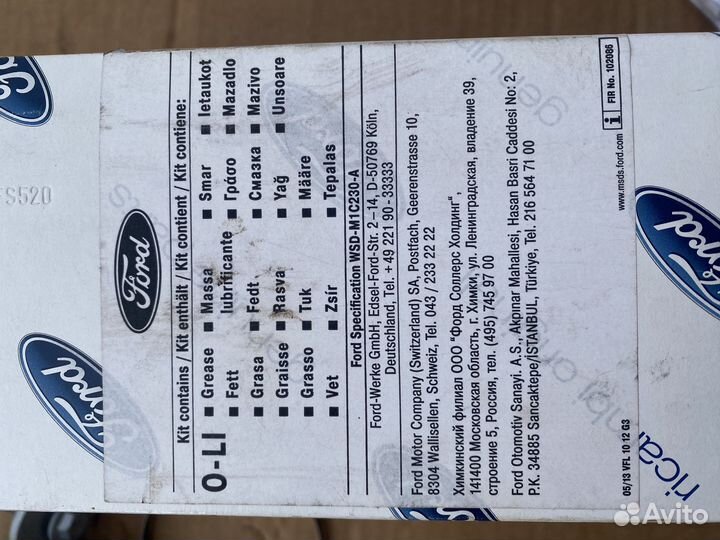 Ford
Kit contains / Kit enthält / Kit contient / Kit contiene:
O-LI
■ Grease ■ Massa ■ Smar ■ Ietaukot
■ Fett lubrificante ■ Γράσο ■ Mazadlo
■ Grasa ■ Fedt ■ Смазка ■ Mazivo
■ Graisse ■ Rasva ■ Yağ ■ Unsoare
■ Grasso ■ Tuk ■ Määre
■ Vet ■ Zsír ■ Tepalas
Ford Specification WSD-M1C230-A
Ford-Werke GmbH, Edsel-Ford-Str. 2–14, D-50769 Köln,
Deutschland, Tel. +49 221 90-33333
Ford Motor Company (Switzerland) SA, Postfach, Geerenstrasse 10,
8304 Wallisellen, Schweiz, Tel. 043 / 233 22 22
Химкинский филиал ООО "Форд Соллерс Холдинг",
141400 Московская область, г. Химки, ул. Ленинградская, владение 39,
строение 5, Россия, тел. (495) 745 97 00
Ford Otomotiv Sanayi. A.S., Akpınar Mahallesi, Hasan Basri Caddesi No: 2,
P.K. 34885 Sancaktepe/İSTANBUL, Türkiye, Tel. 216 564 71 00
05/13 VFL 10 12 G3
www.msds.ford.com
i FIR No. 102086
FS520
Ford
Ford
Ford
genuin
rica
Avito